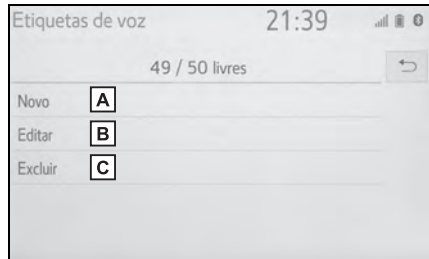 Etiquetas de voz 21:39
49 / 50 livres
Novo A
Editar B
Excluir C